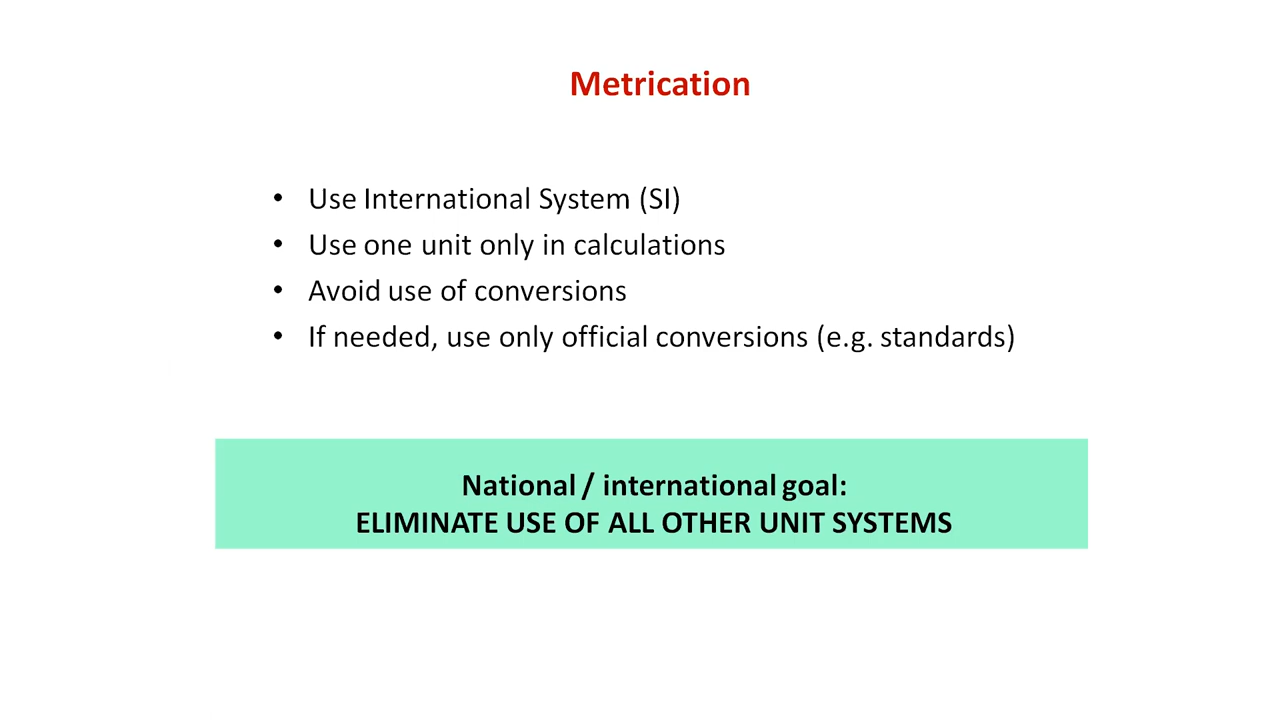 Metrication
• Use International System (SI)
• Use one unit only in calculations
• Avoid use of conversions
• If needed, use only official conversions (e.g. standards)
National / international goal:
ELIMINATE USE OF ALL OTHER UNIT SYSTEMS